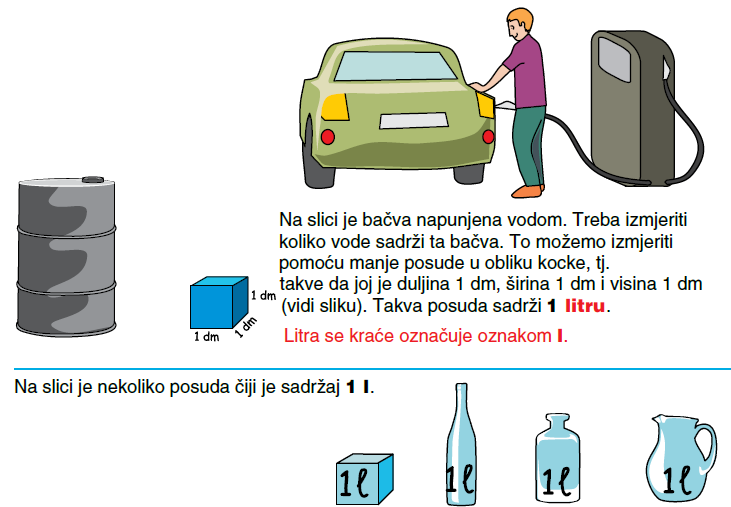 Na slici je bačva napunjena vodom. Treba izmjeriti
koliko vode sadrži ta bačva. To možemo izmjeriti
pomoću manje posude u obliku kocke, tj.
takve da joj je duljina 1 dm, širina 1 dm i visina 1 dm
(vidi sliku). Takva posuda sadrži 1 litru.
1 dm
1 dm
1 dm
Litra se kraće označuje oznakom l.
Na slici je nekoliko posuda čiji je sadržaj 1 l.
1ℓ
1ℓ
1ℓ
1ℓ